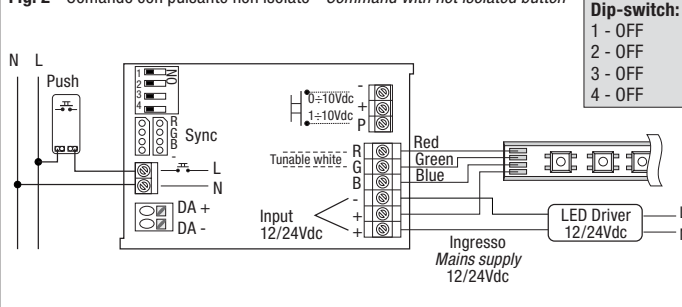 Fig. 2 - Comando con pulsante non isolato - Command with not isolated button
Dip-switch:
1 - OFF
2 - OFF
3 - OFF
4 - OFF
N L
Push
1
2
3
4
ON
R
G
B
-
Sync
L
N
DA +
DA -
0÷10Vdc
1÷10Vdc
-
+
P
Tunable white
R
G
B
-
+
+
Red
Green
Blue
Input
12/24Vdc
LED Driver
12/24Vdc
Ingresso
Mains supply
12/24Vdc